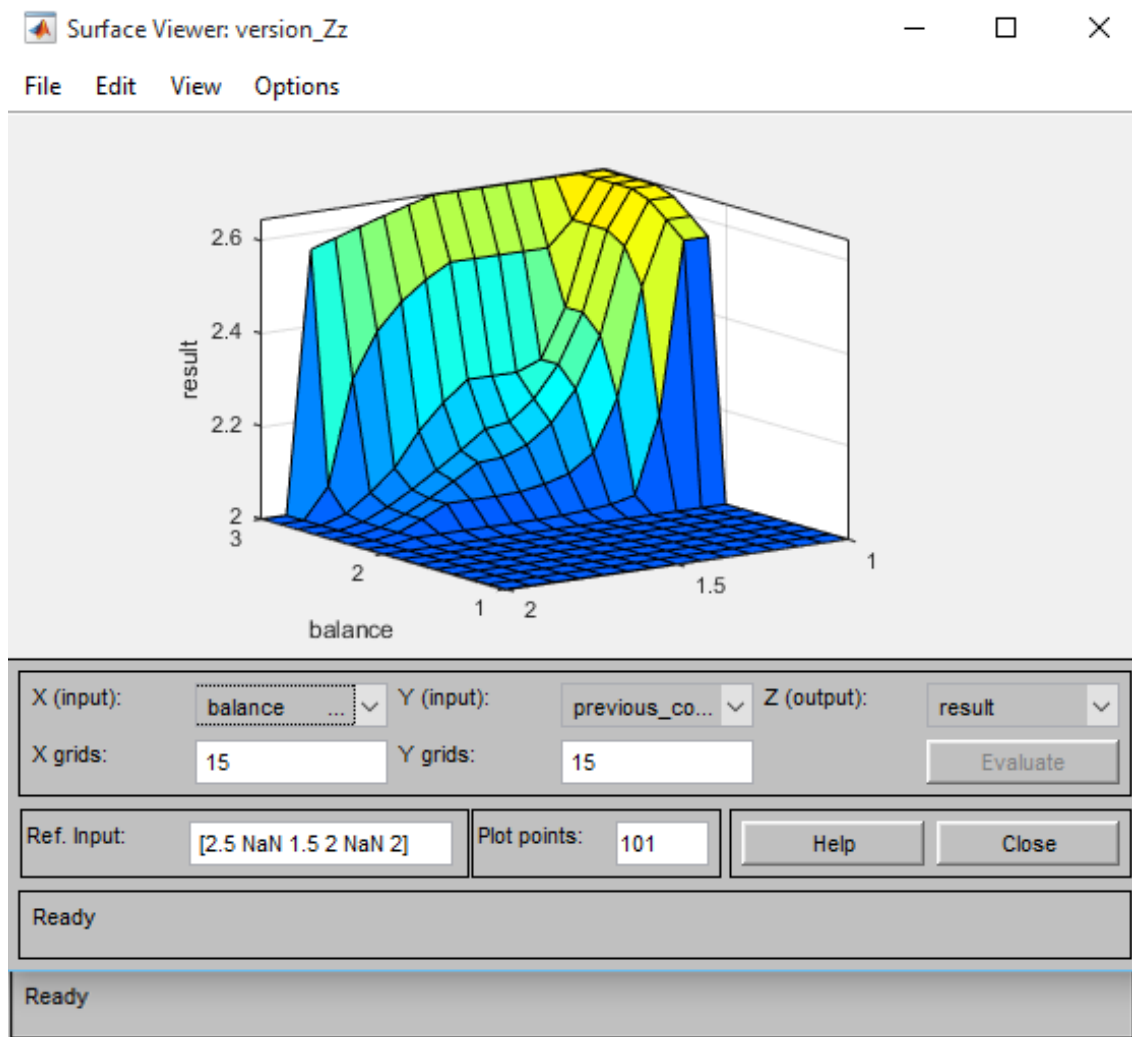 Surface Viewer: version_Zz
File Edit View Options
2.6
2.4
2.2
2
result
3
2
1
balance
2
1.5
1
X (input): balance ... Y (input): previous_co... Z (output): result
X grids: 15 Y grids: 15 Evaluate
Ref. Input: [2.5 NaN 1.5 2 NaN 2] Plot points: 101 Help Close
Ready
Ready